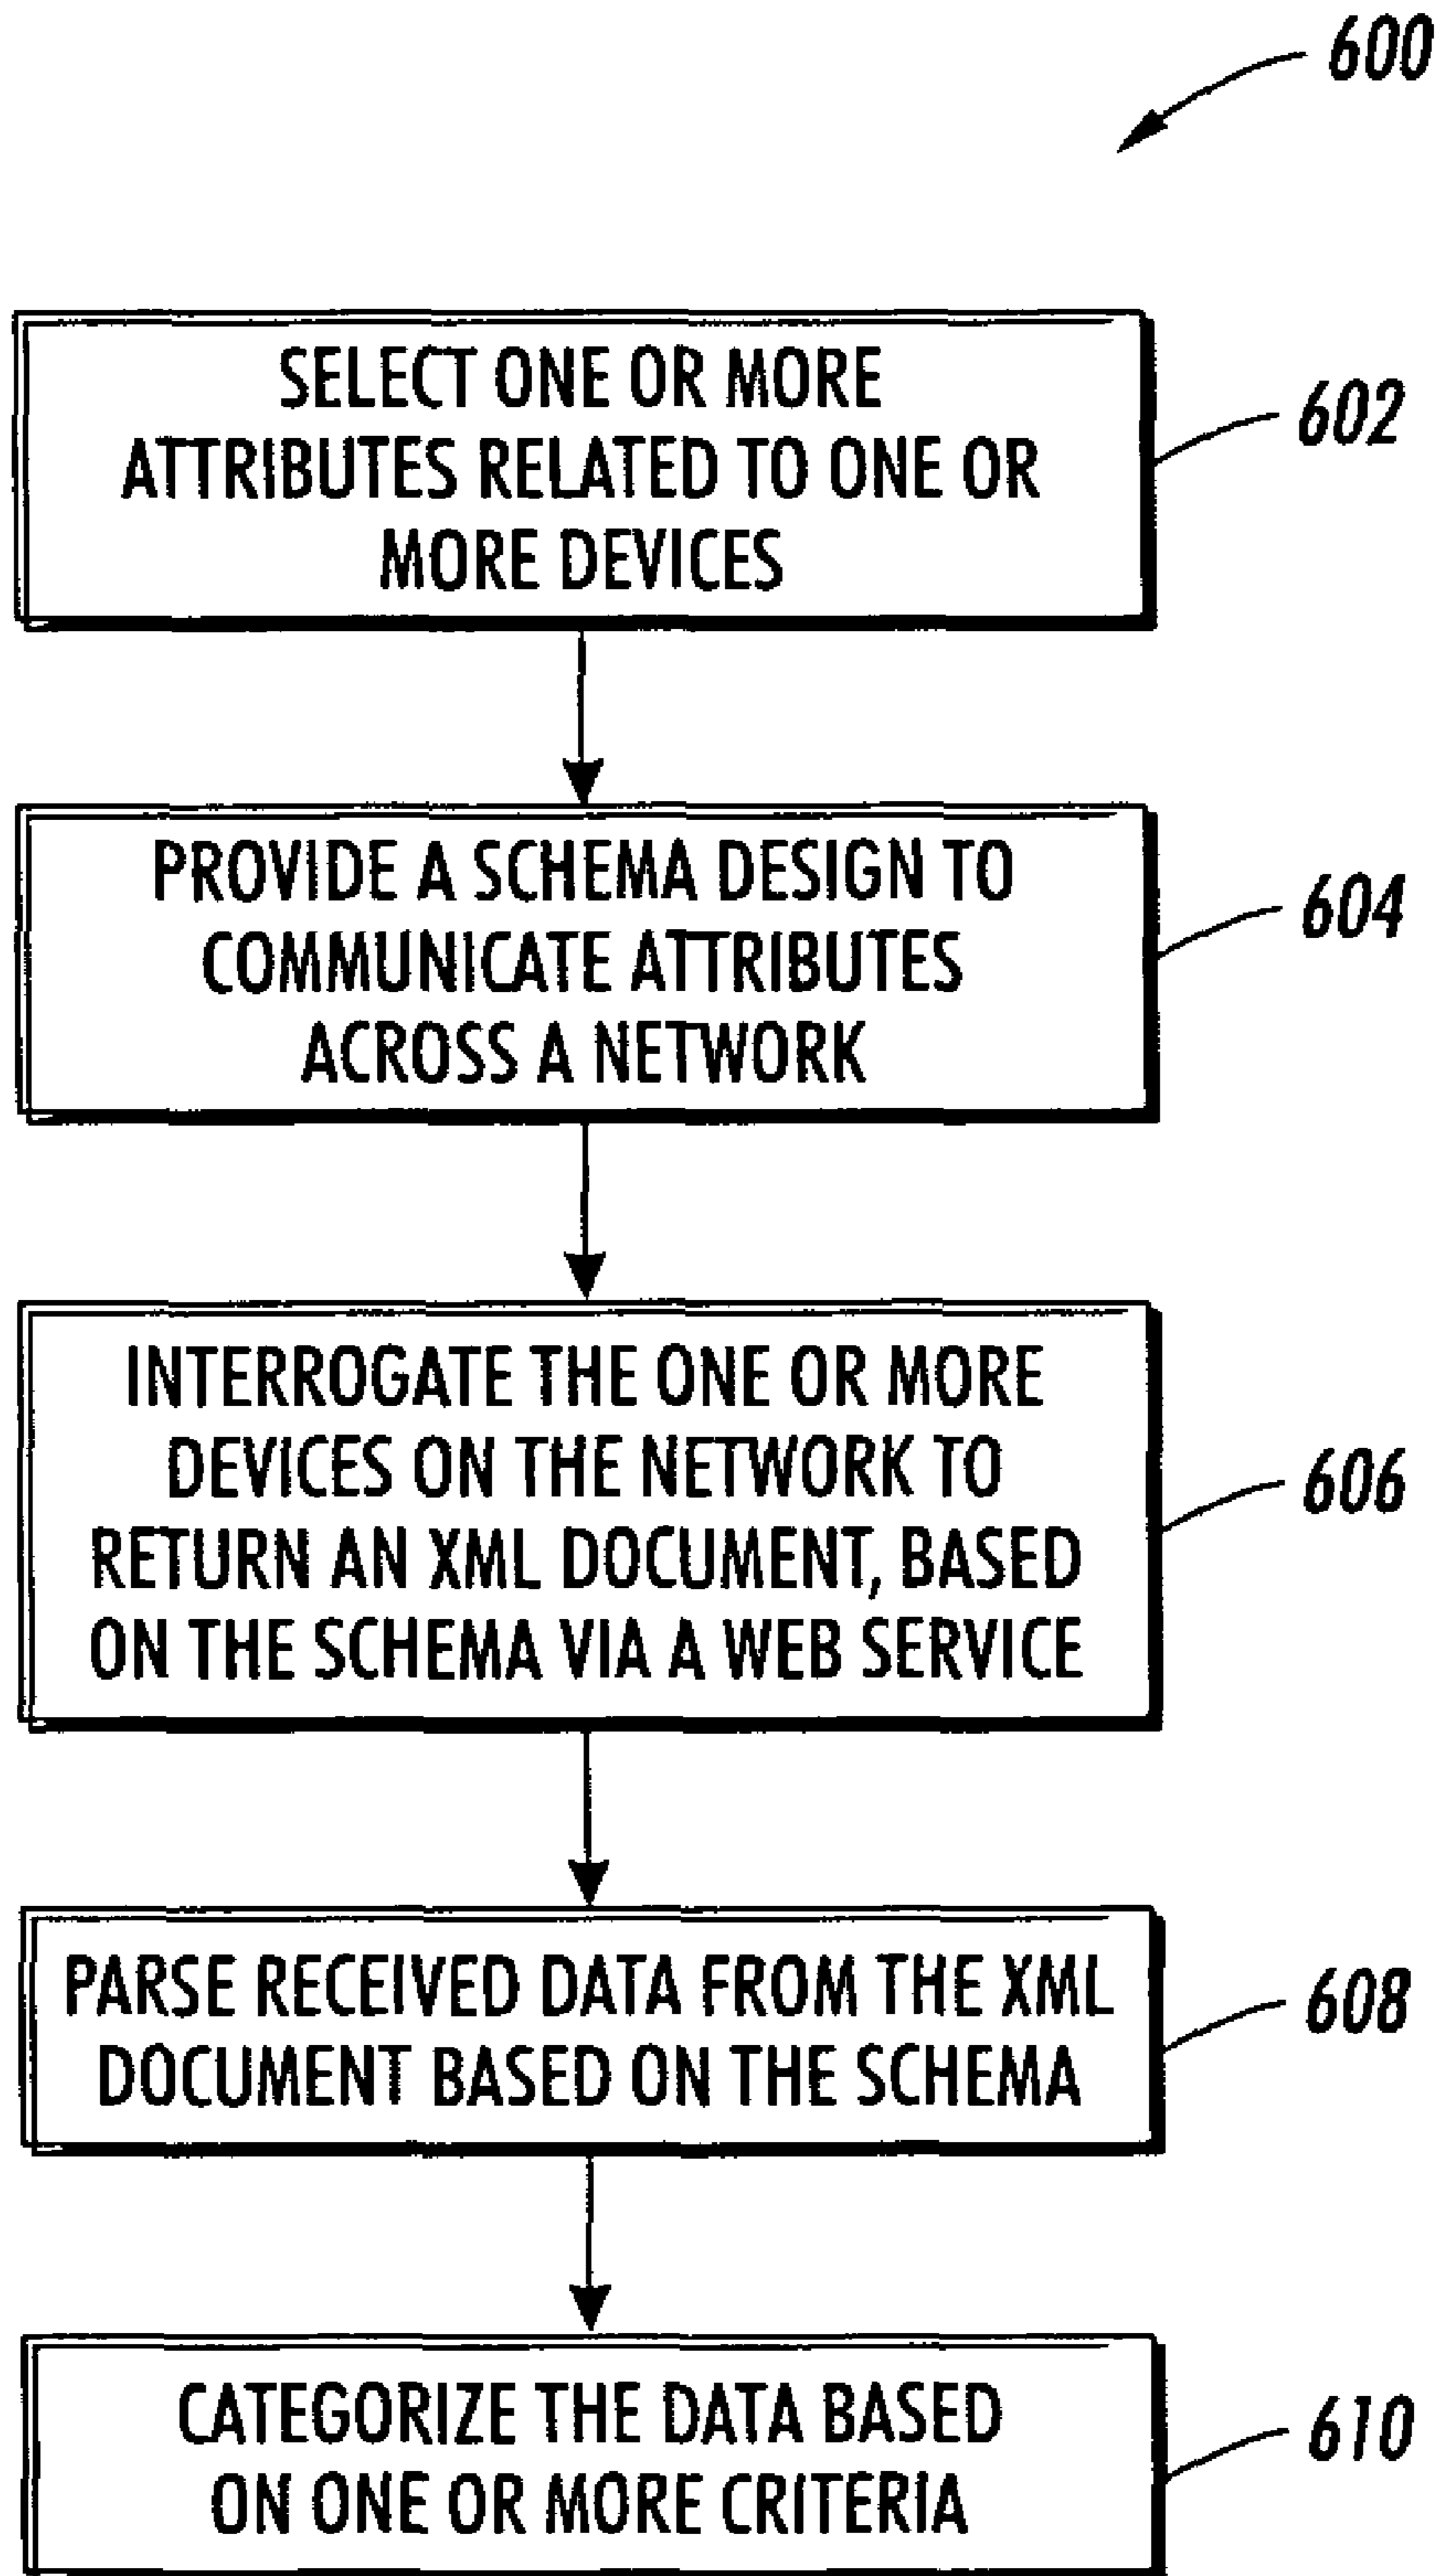 600
SELECT ONE OR MORE
ATTRIBUTES RELATED TO ONE OR
MORE DEVICES
602
PROVIDE A SCHEMA DESIGN TO
COMMUNICATE ATTRIBUTES
ACROSS A NETWORK
604
INTERROGATE THE ONE OR MORE
DEVICES ON THE NETWORK TO
RETURN AN XML DOCUMENT, BASED
ON THE SCHEMA VIA A WEB SERVICE
606
PARSE RECEIVED DATA FROM THE XML
DOCUMENT BASED ON THE SCHEMA
608
CATEGORIZE THE DATA BASED
ON ONE OR MORE CRITERIA
610